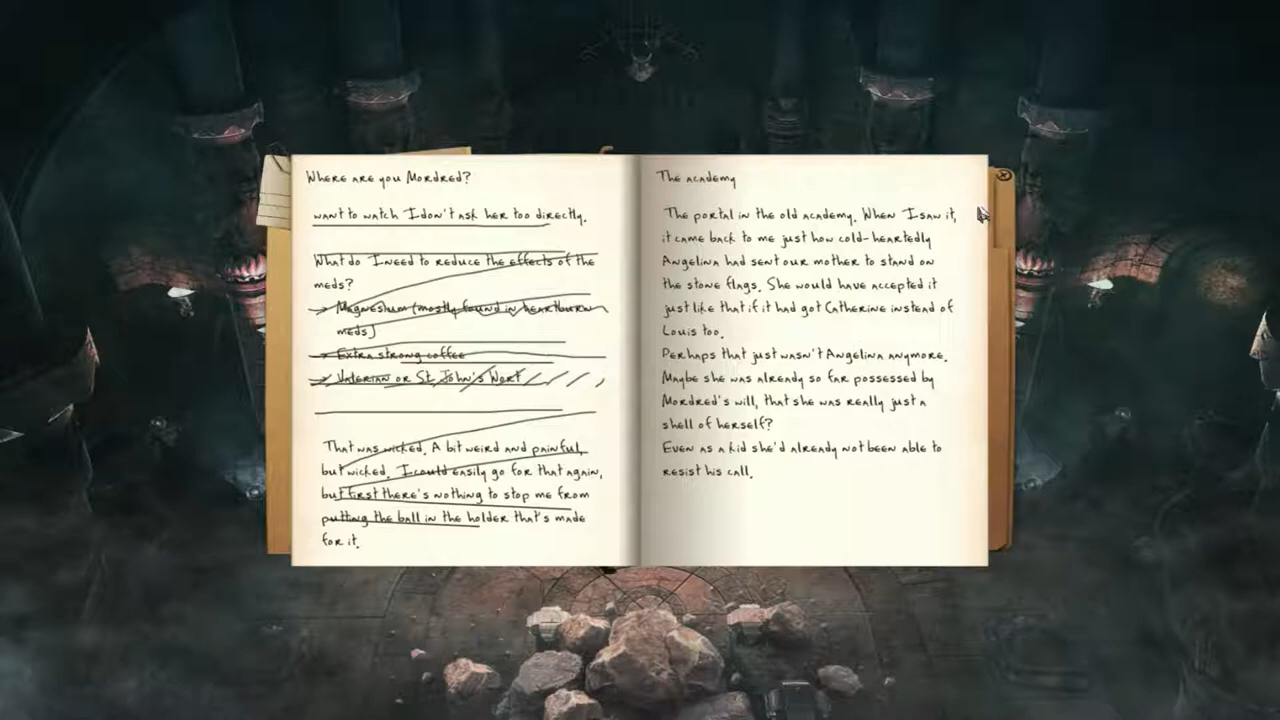 Where are you Mordred?
want to watch I don't ask her too directly.
What do I need to reduce the effects of the
meds?
→ Magnesium (mostly found in heartburn
meds)
→ Extra strong coffee
→ Valerian or St. John's Wort
That was wicked. A bit weird and painful,
but wicked. I could easily go for that again,
but first there's nothing to stop me from
putting the ball in the holder that's made
for it.
The academy
The portal in the old academy. When I saw it,
it came back to me just how cold-heartedly
Angelina had sent our mother to stand on
the stone flags. She would have accepted it
just like that if it had got Catherine instead of
Louis too.
Perhaps that just wasn't Angelina anymore.
Maybe she was already so far possessed by
Mordred's will, that she was really just a
shell of herself?
Even as a kid she'd already not been able to
resist his call.